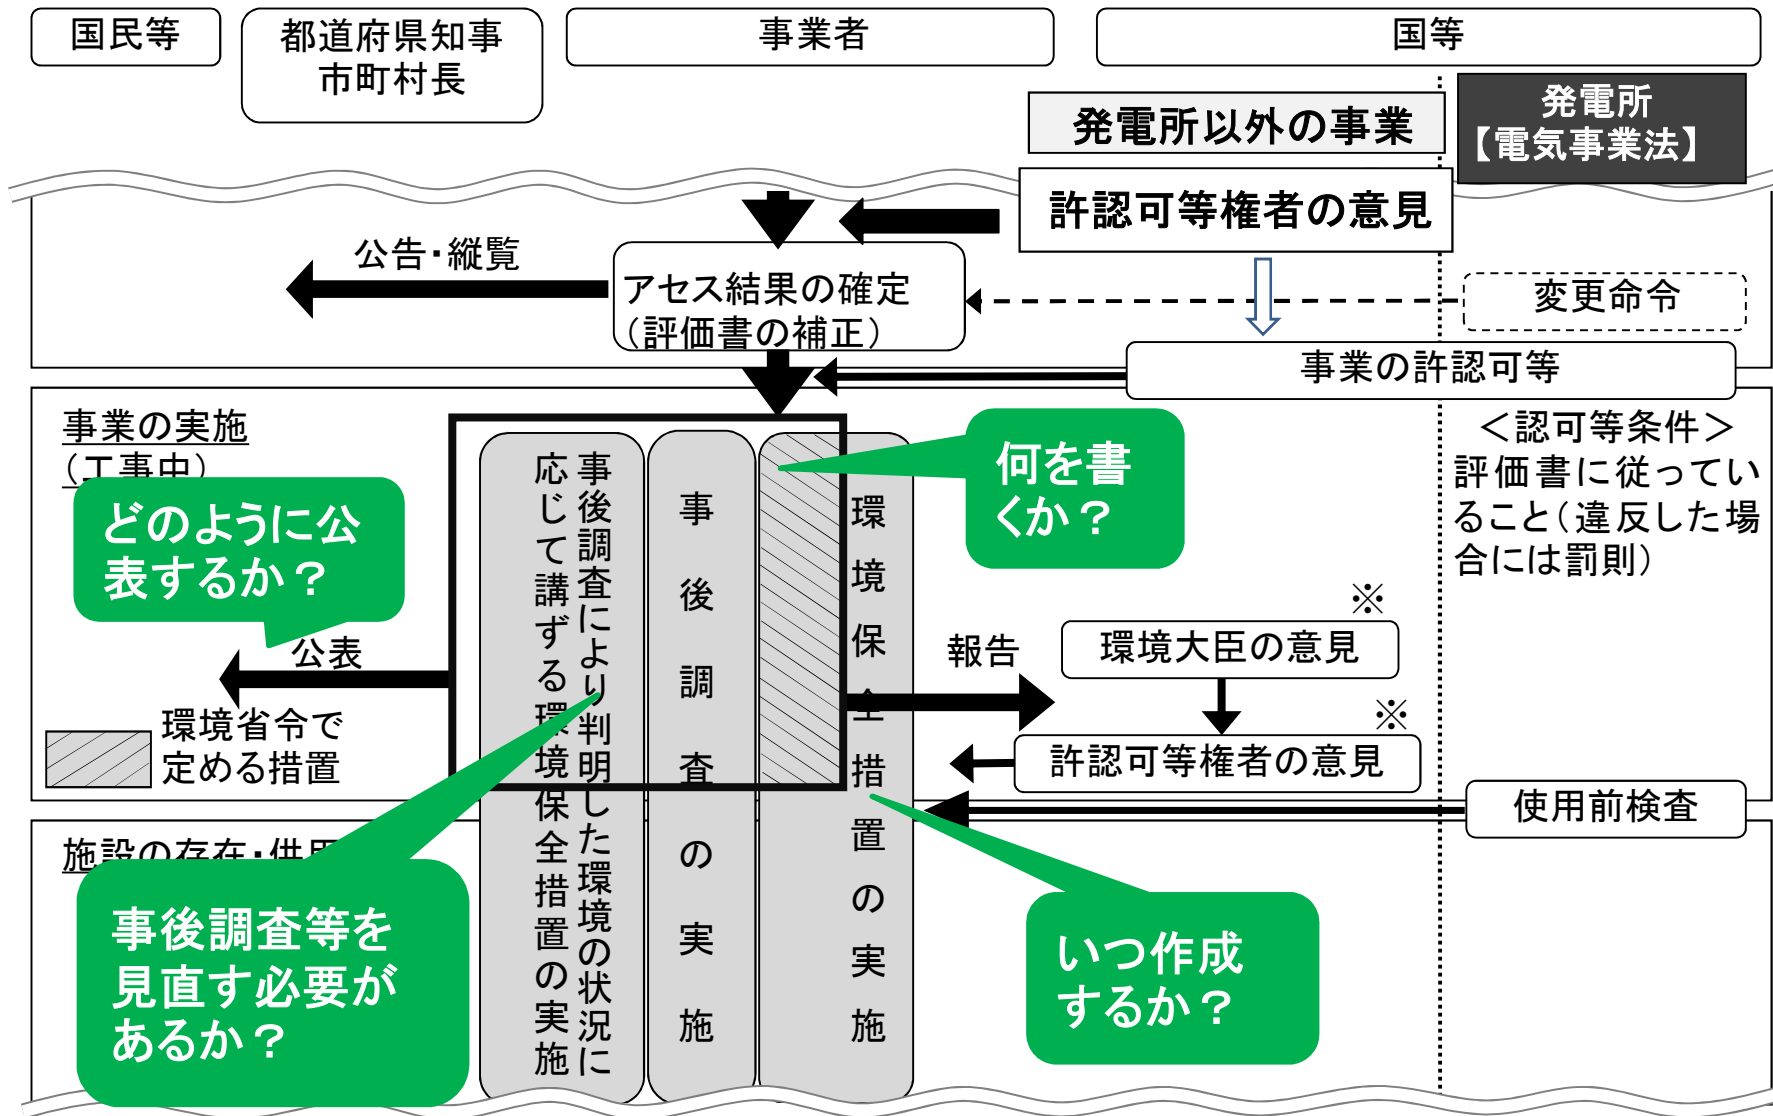 国民等
都道府県知事
市町村長
事業者
国等
発電所以外の事業
発電所
【電気事業法】
許認可等権者の意見
公告・縦覧
アセス結果の確定
（評価書の補正）
変更命令
事業の許認可等
事業の実施
（工事中）
＜認可等条件＞
評価書に従ってい
ること（違反した場
合には罰則）
何を書
くか？
どのように公
表するか？
公表
環境省令で
定める措置
事後調査により判明した環境の状況に
応じて講ずる環境保全措置の実施
事後調査の実施
環境保全措置の実施
報告
※
環境大臣の意見
※
許認可等権者の意見
使用前検査
施設の存在・供用
事後調査等を
見直す必要が
あるか？
いつ作成
するか？